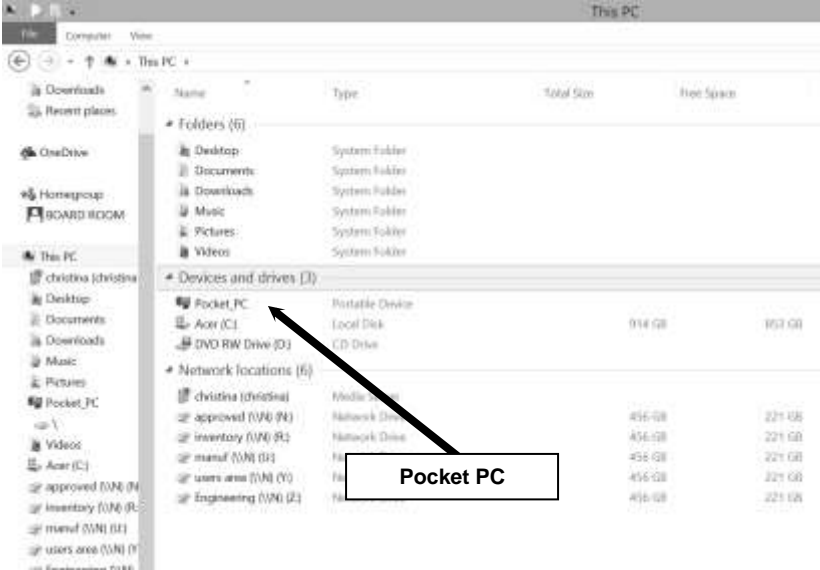 This PC
File Computer View
This PC
Downloads
Recent places
OneDrive
Homegroup
BOARD ROOM
This PC
christina (christina
Desktop
Documents
Downloads
Music
Pictures
Pocket_PC
\
Videos
Acer (C:)
approved (\\N) (N
inventory (\\N) (R:
manuf (\\N) (U:)
users area (\\N) (Y
Name Type Total Size Free Space
Folders (6)
Desktop System Folder
Documents System Folder
Downloads System Folder
Music System Folder
Pictures System Folder
Videos System Folder
Devices and drives (3)
Pocket_PC Portable Device
Acer (C:) Local Disk 914 GB 853 GB
DVD RW Drive (D:) CD Drive
Network locations (6)
christina (christina) Media
approved (\\N) (N:) Network Drive 456 GB 221 GB
inventory (\\N) (R:) Network Drive 456 GB 221 GB
manuf (\\N) (U:) 456 GB 221 GB
users area (\\N) (Y:) 456 GB 221 GB
Engineering (\\N) (Z:) 456 GB 221 GB
Pocket PC